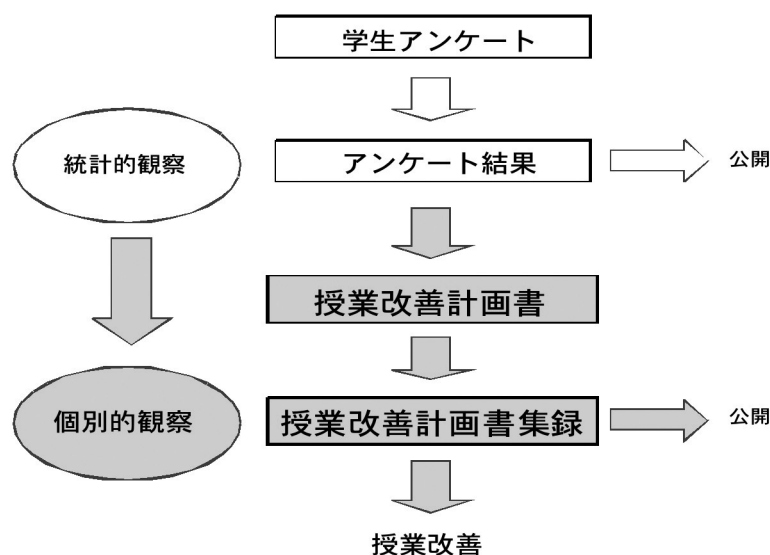 学生アンケート
統計的観察
アンケート結果
公開
授業改善計画書
個別的観察
授業改善計画書集録
公開
授業改善